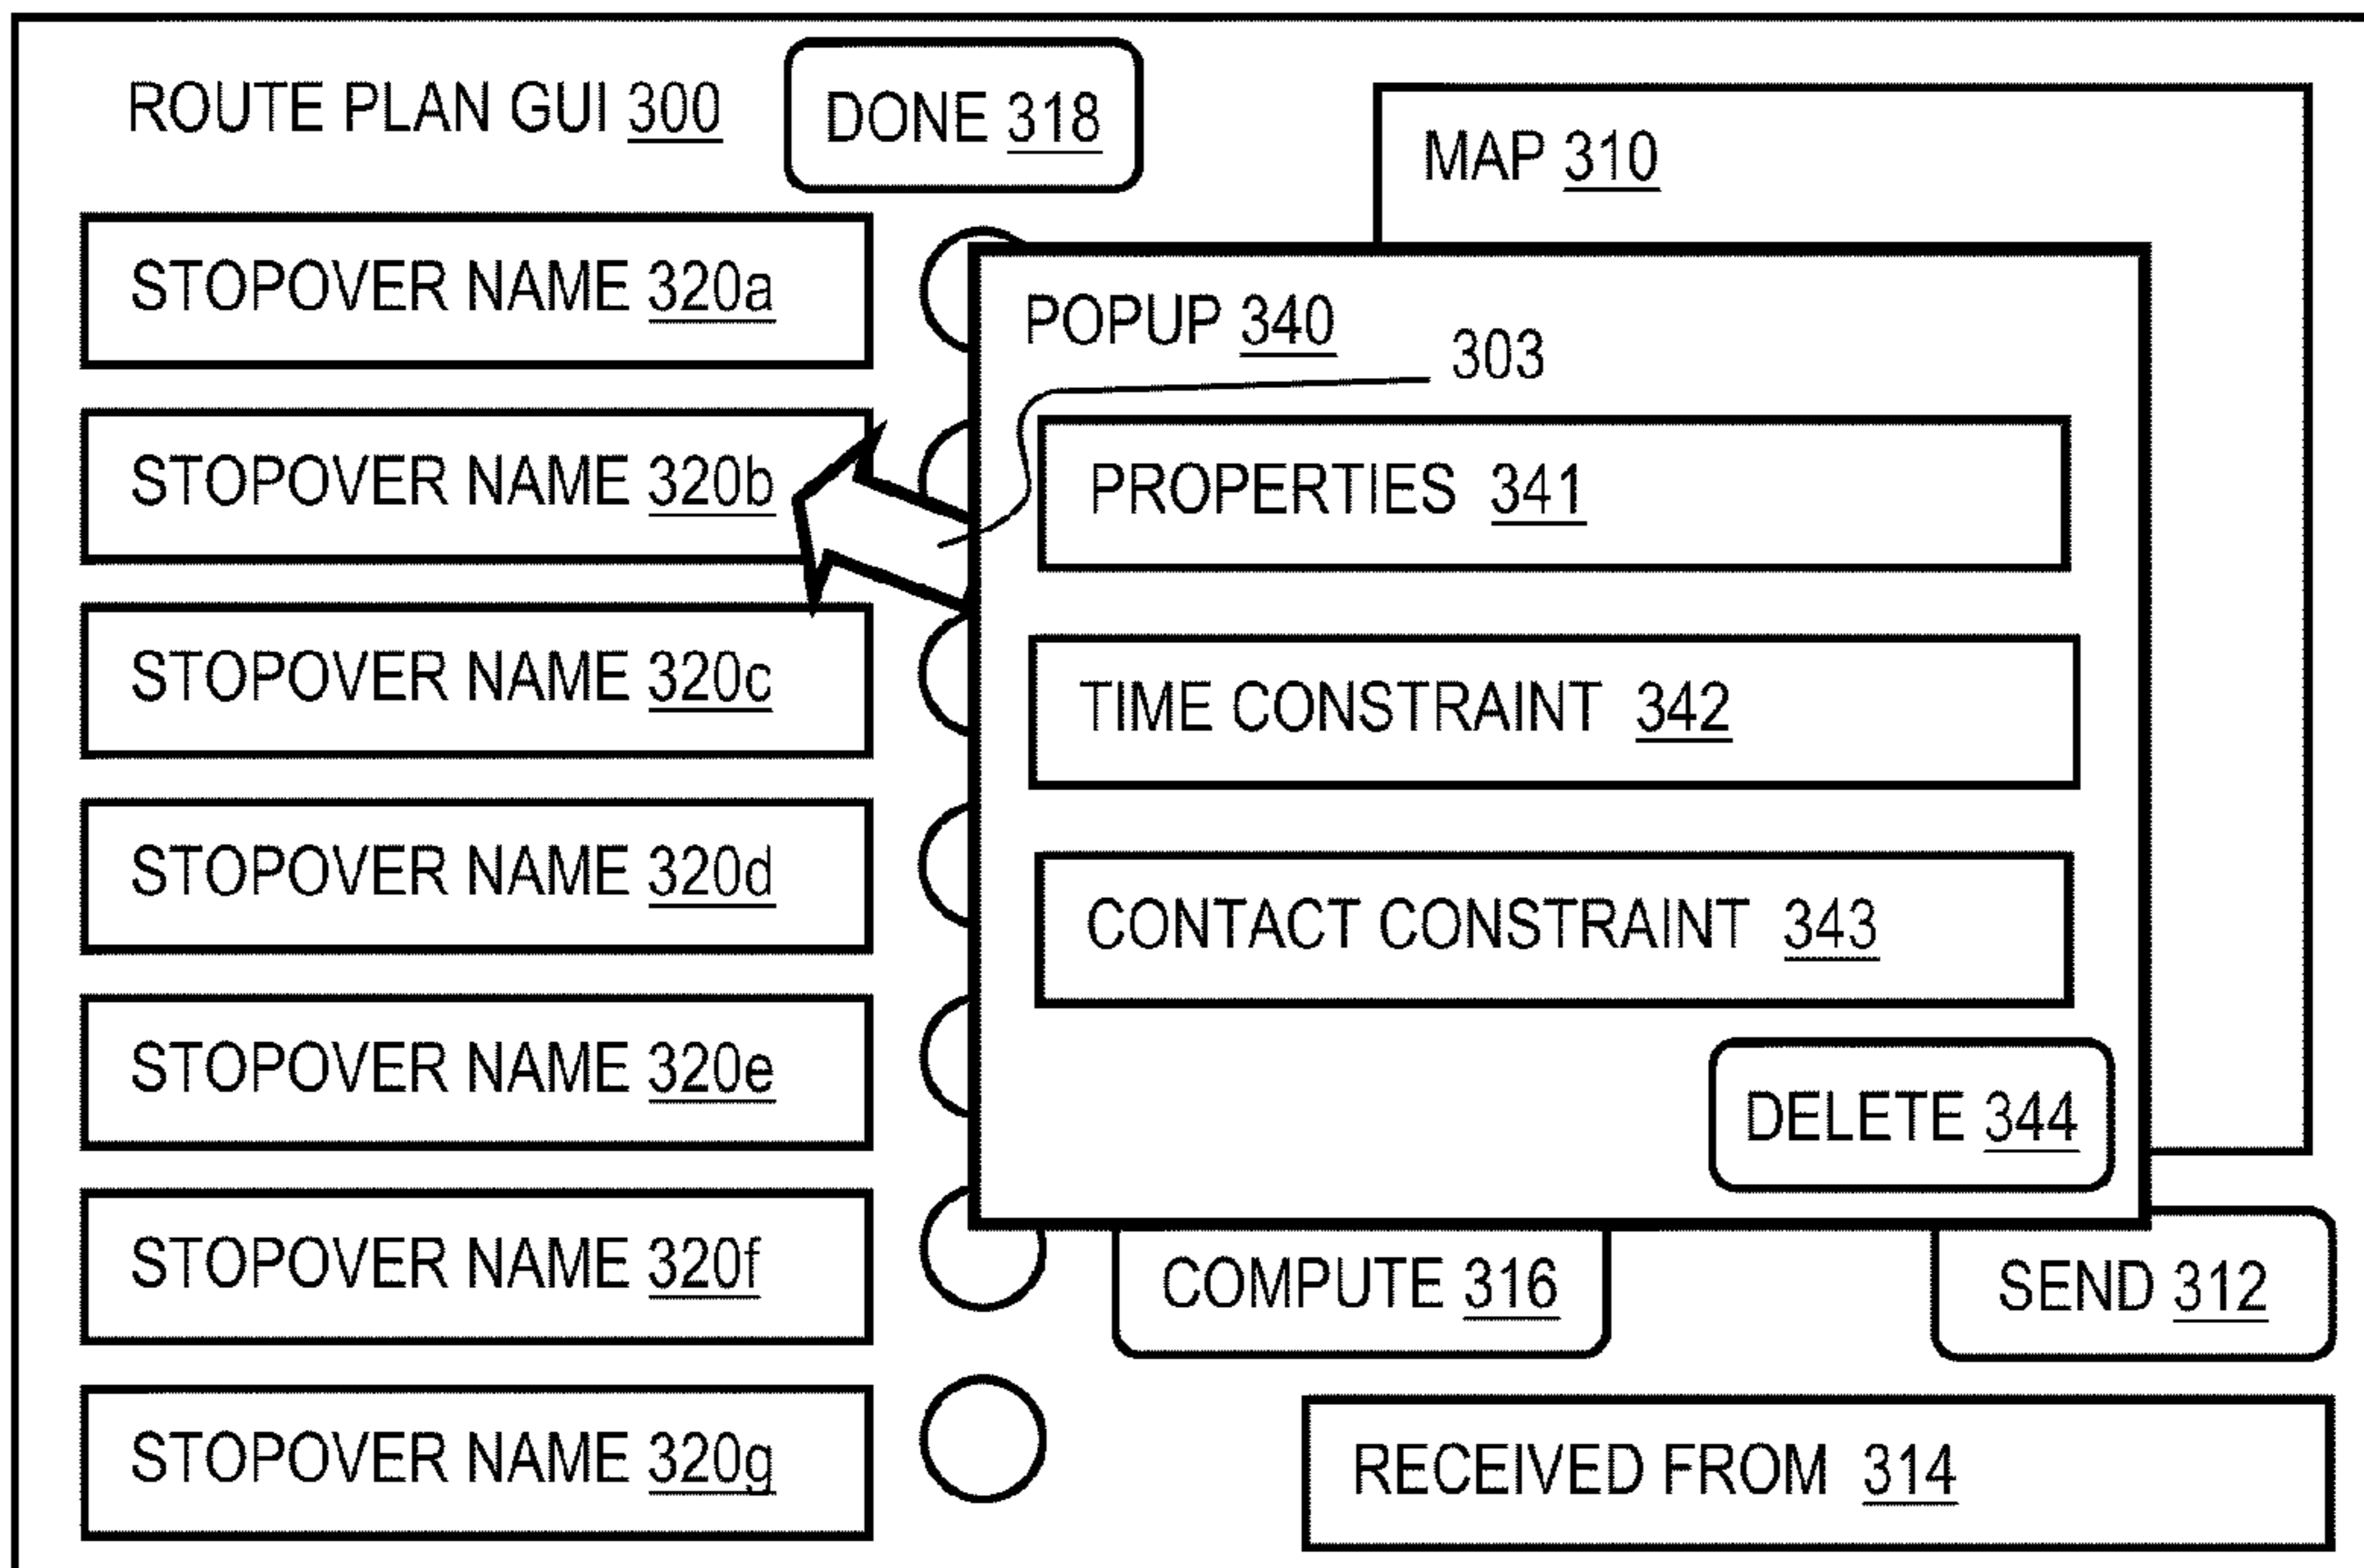 ROUTE PLAN GUI 300
DONE 318
MAP 310
STOPOVER NAME 320a
STOPOVER NAME 320b
STOPOVER NAME 320c
STOPOVER NAME 320d
STOPOVER NAME 320e
STOPOVER NAME 320f
STOPOVER NAME 320g
POPUP 340
303
PROPERTIES 341
TIME CONSTRAINT 342
CONTACT CONSTRAINT 343
DELETE 344
COMPUTE 316
SEND 312
RECEIVED FROM 314